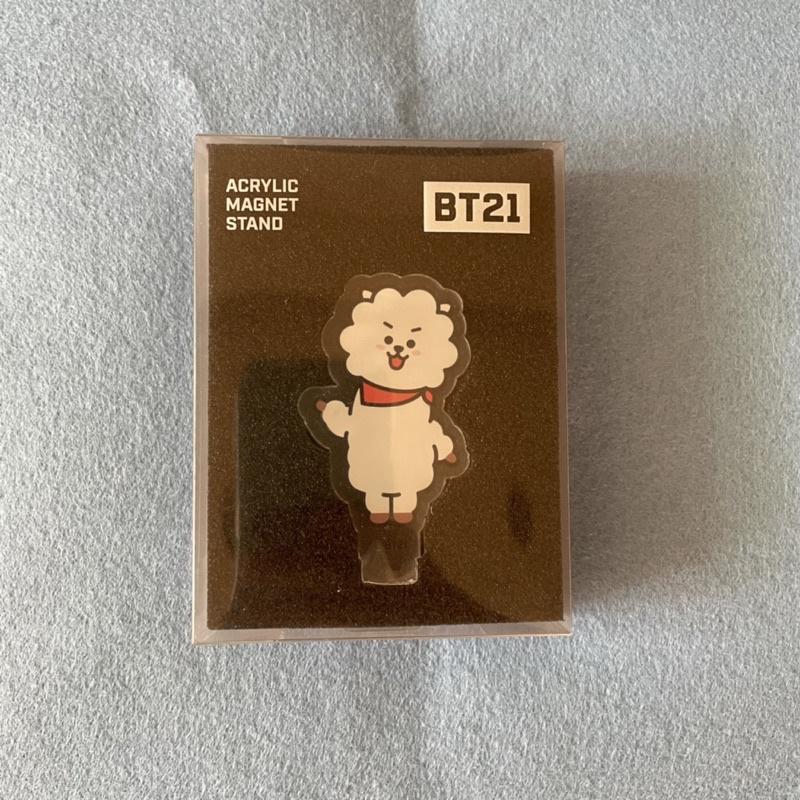 ACRYLIC
MAGNET
STAND
BT21